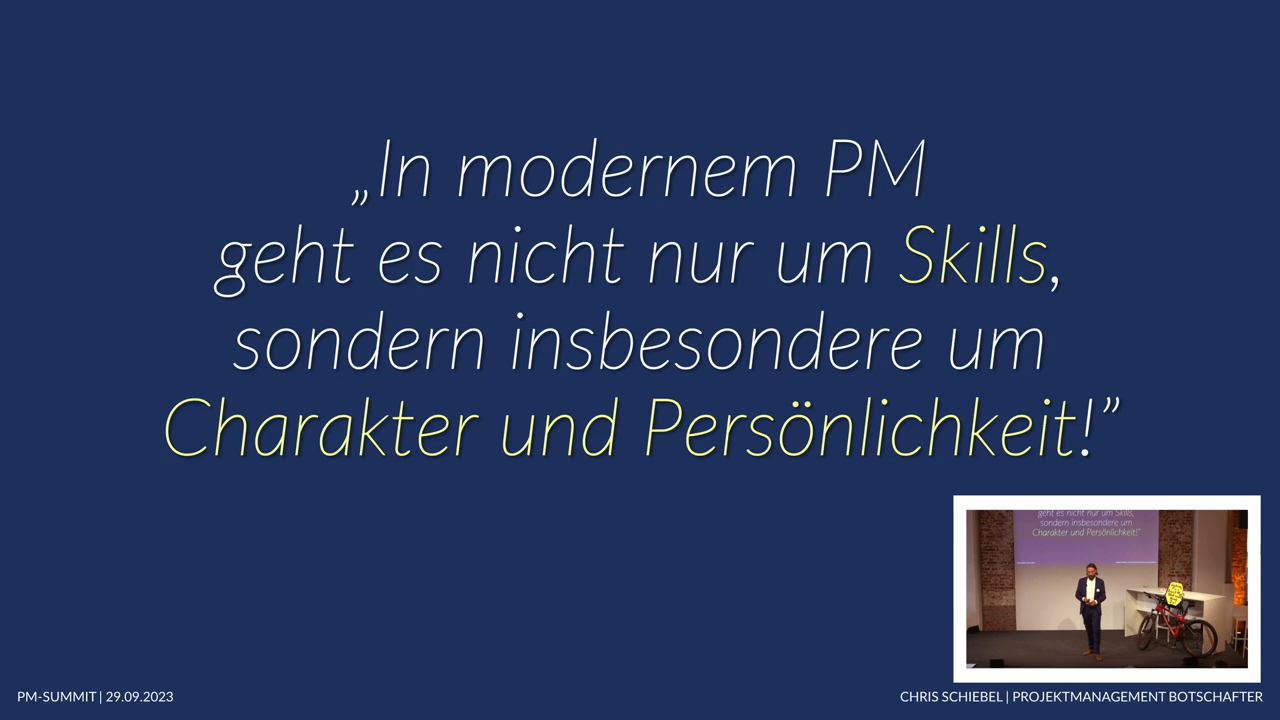 „In modernem PM
geht es nicht nur um Skills,
sondern insbesondere um
Charakter und Persönlichkeit!”
geht es nicht nur um Skills,
sondern insbesondere um
Charakter und Persönlichkeit!”
PM-SUMMIT | 29.09.2023
CHRIS SCHIEBEL | PROJEKTMANAGEMENT BOTSCHAFTER